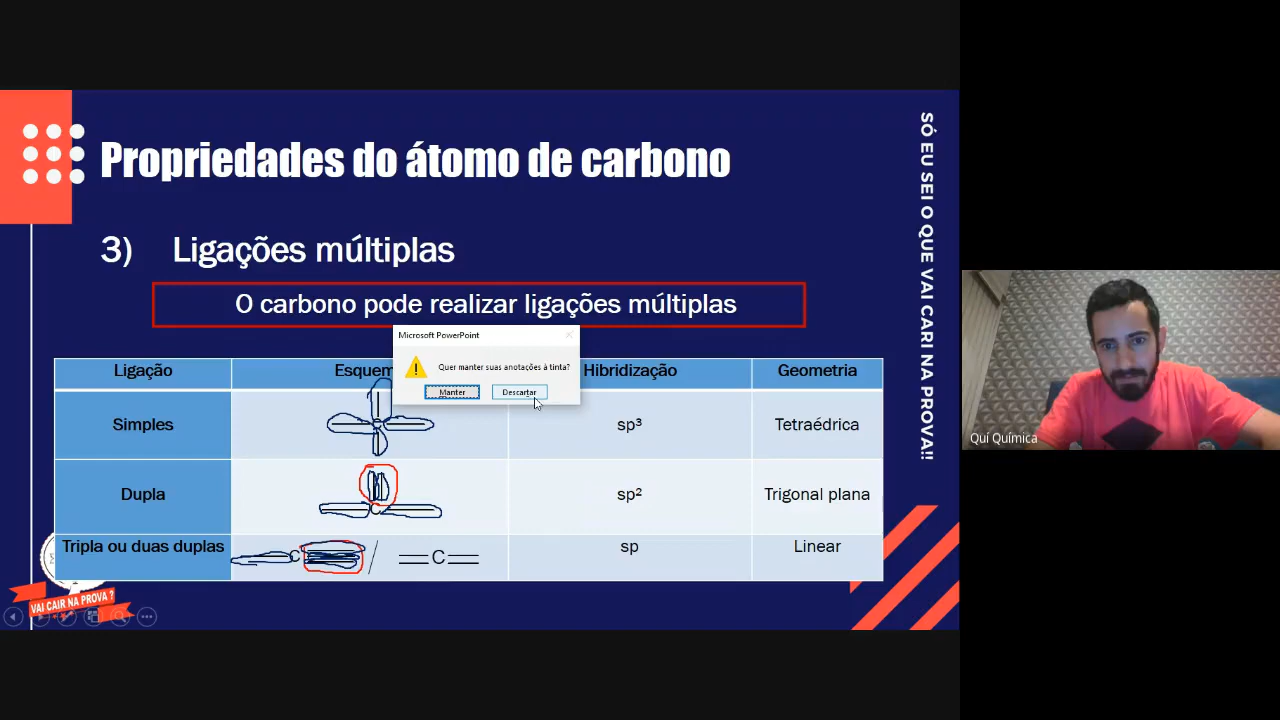 Propriedades do átomo de carbono
3) Ligações múltiplas
O carbono pode realizar ligações múltiplas
Microsoft PowerPoint
Quer manter suas anotações à tinta?
Manter
Descartar
Ligação
Esquem
Hibridização
Geometria
Simples
sp³
Tetraédrica
Dupla
C
sp²
Trigonal plana
Tripla ou duas duplas
C / C
sp
Linear
VAI CAIR NA PROVA ?
SÓ EU SEI O QUE VAI CARI NA PROVA!!
Quí Química